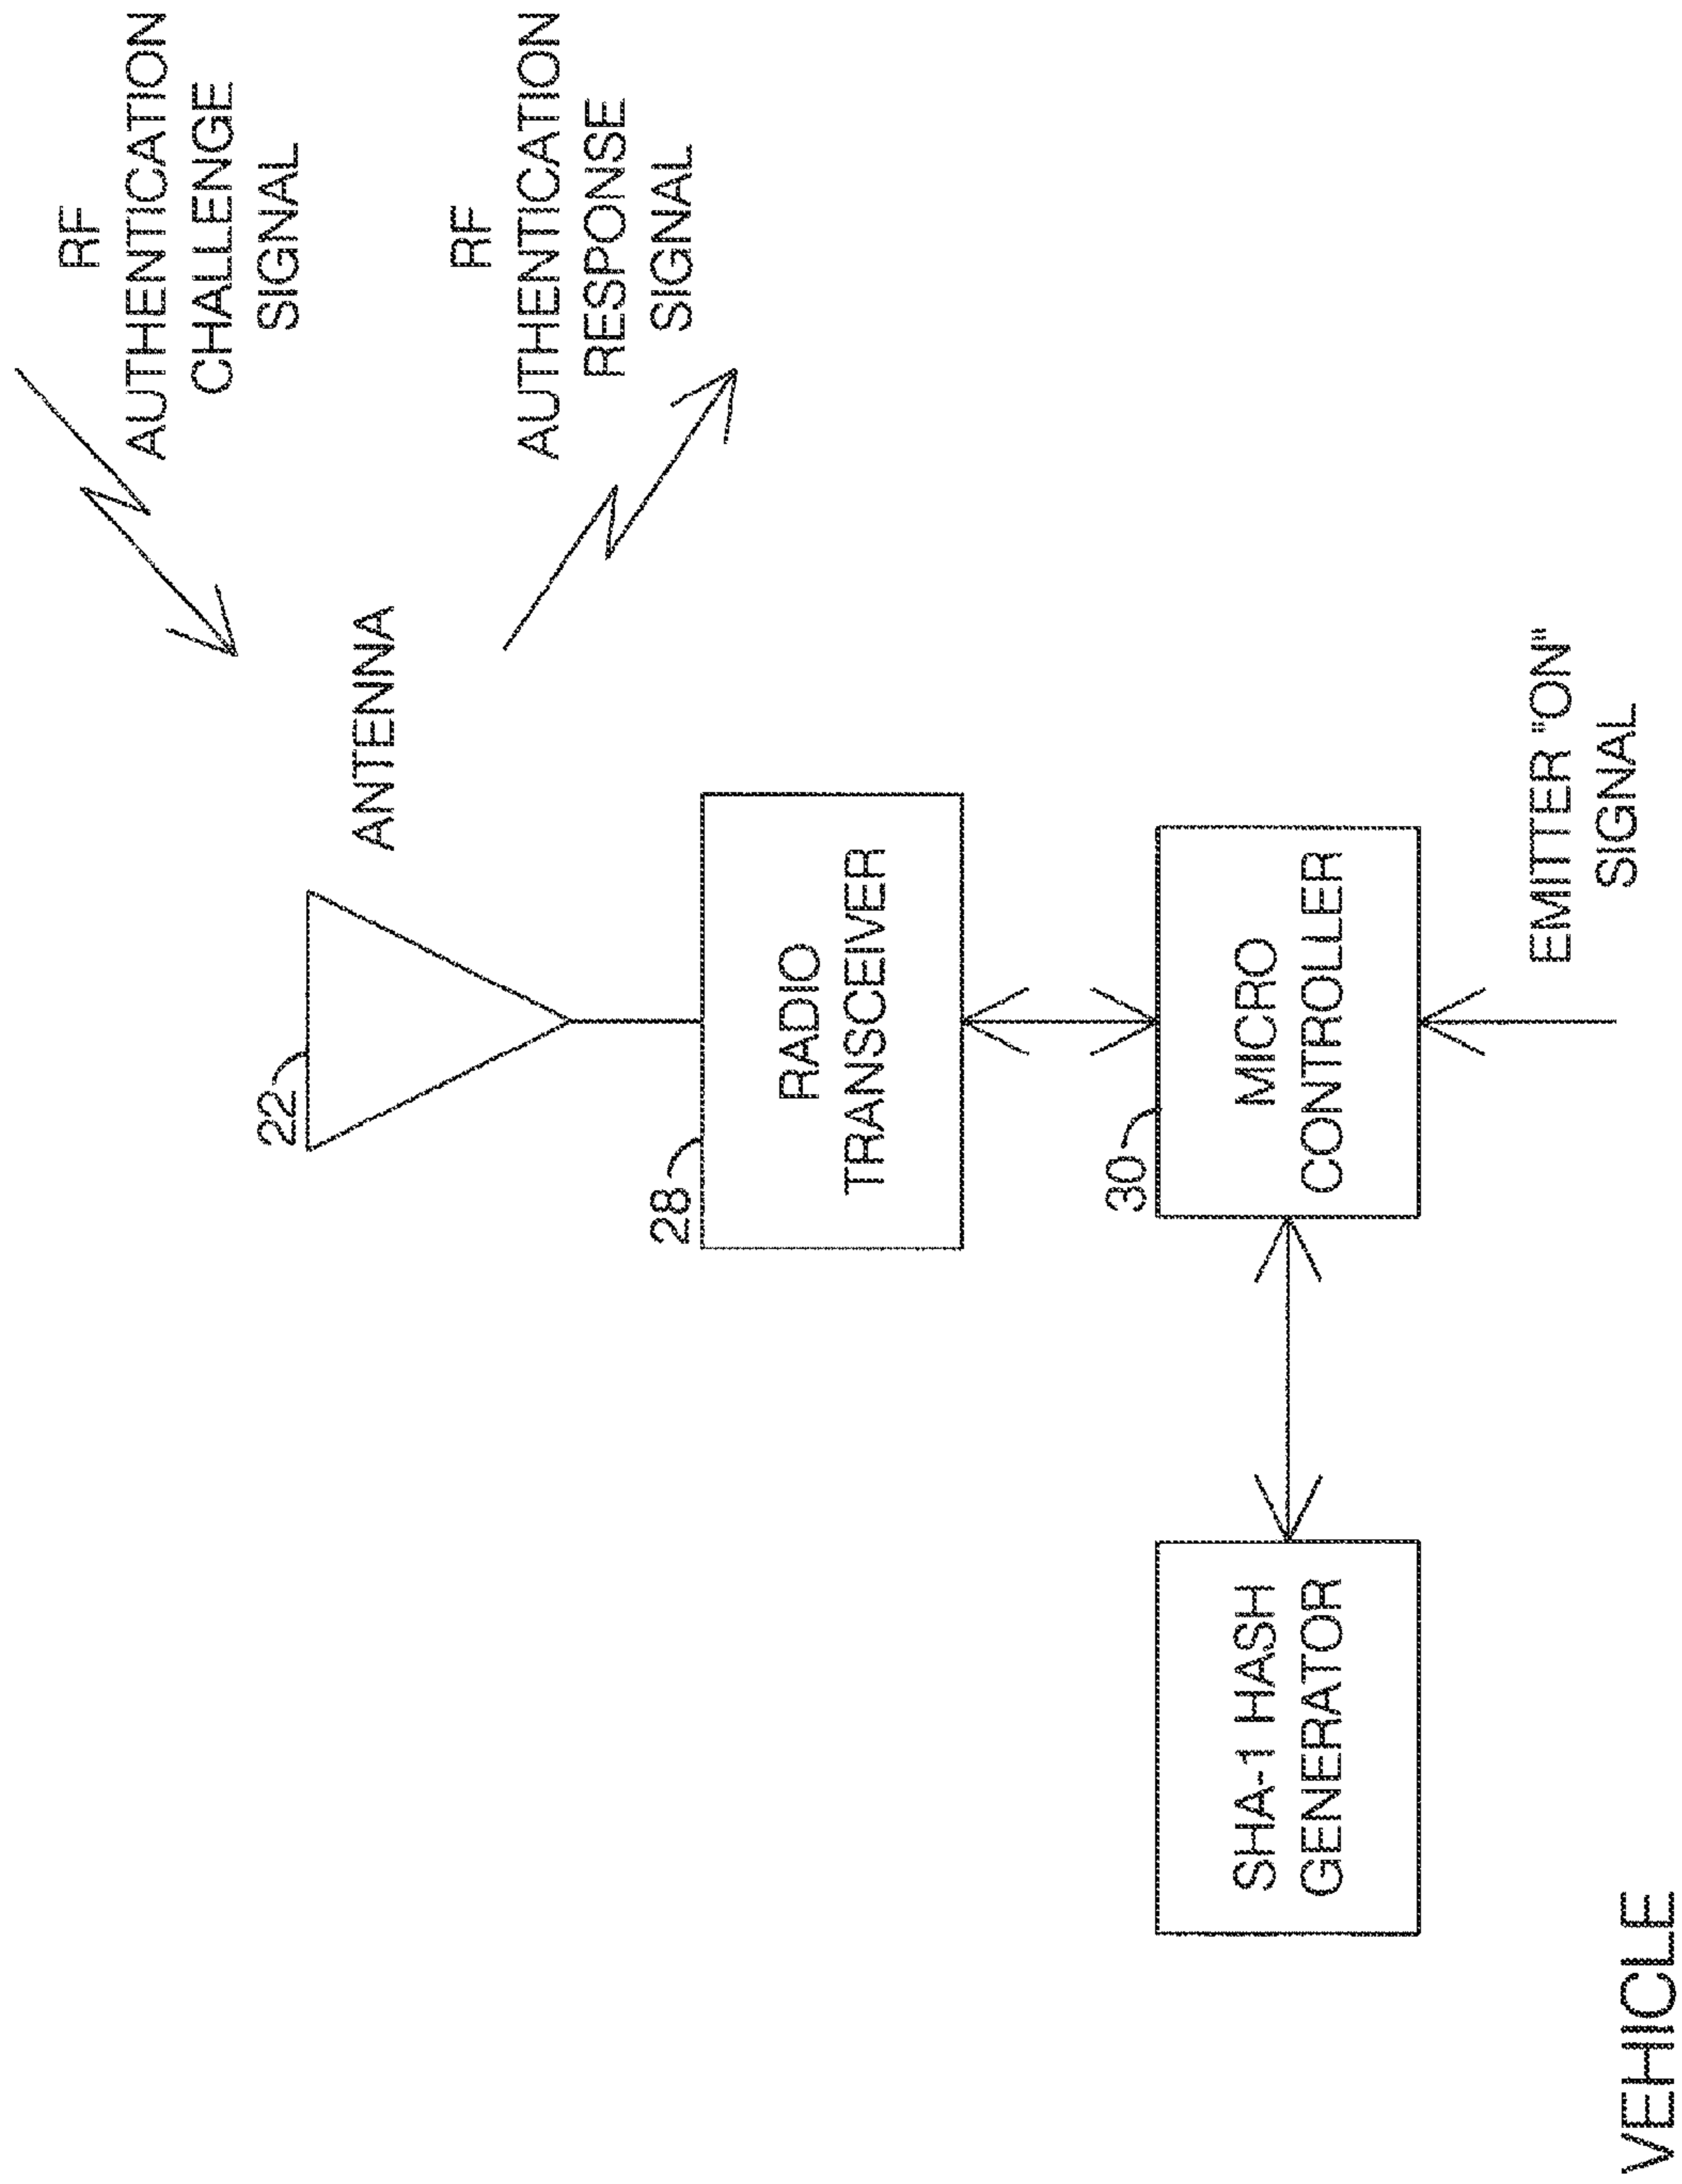 RF
AUTHENTICATION
CHALLENGE
SIGNAL
ANTENNA
22
RF
AUTHENTICATION
RESPONSE
SIGNAL
28
RADIO
TRANSCEIVER
30
MICRO
CONTROLLER
SHA-1 HASH
GENERATOR
EMITTER "ON"
SIGNAL
VEHICLE